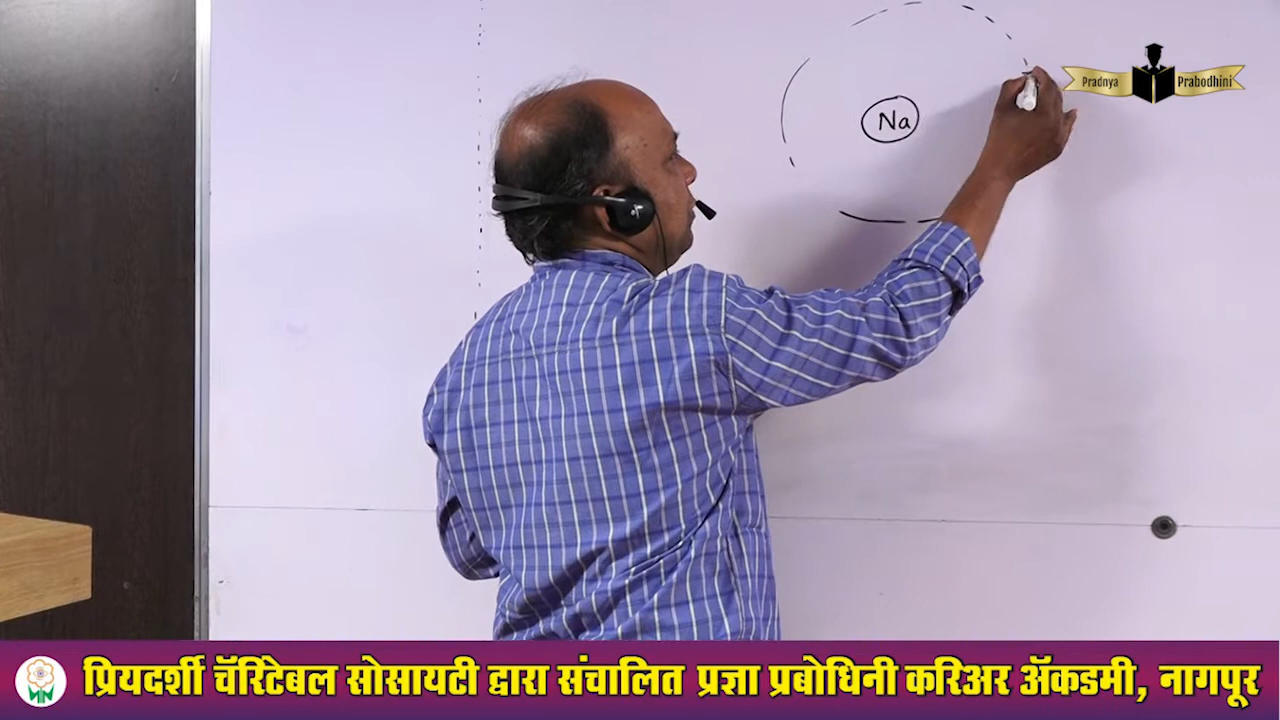 Na
Pradnya Prabodhini
प्रियदर्शी चॅरिटेबल सोसायटी द्वारा संचालित प्रज्ञा प्रबोधिनी करिअर ॲकडमी, नागपूर